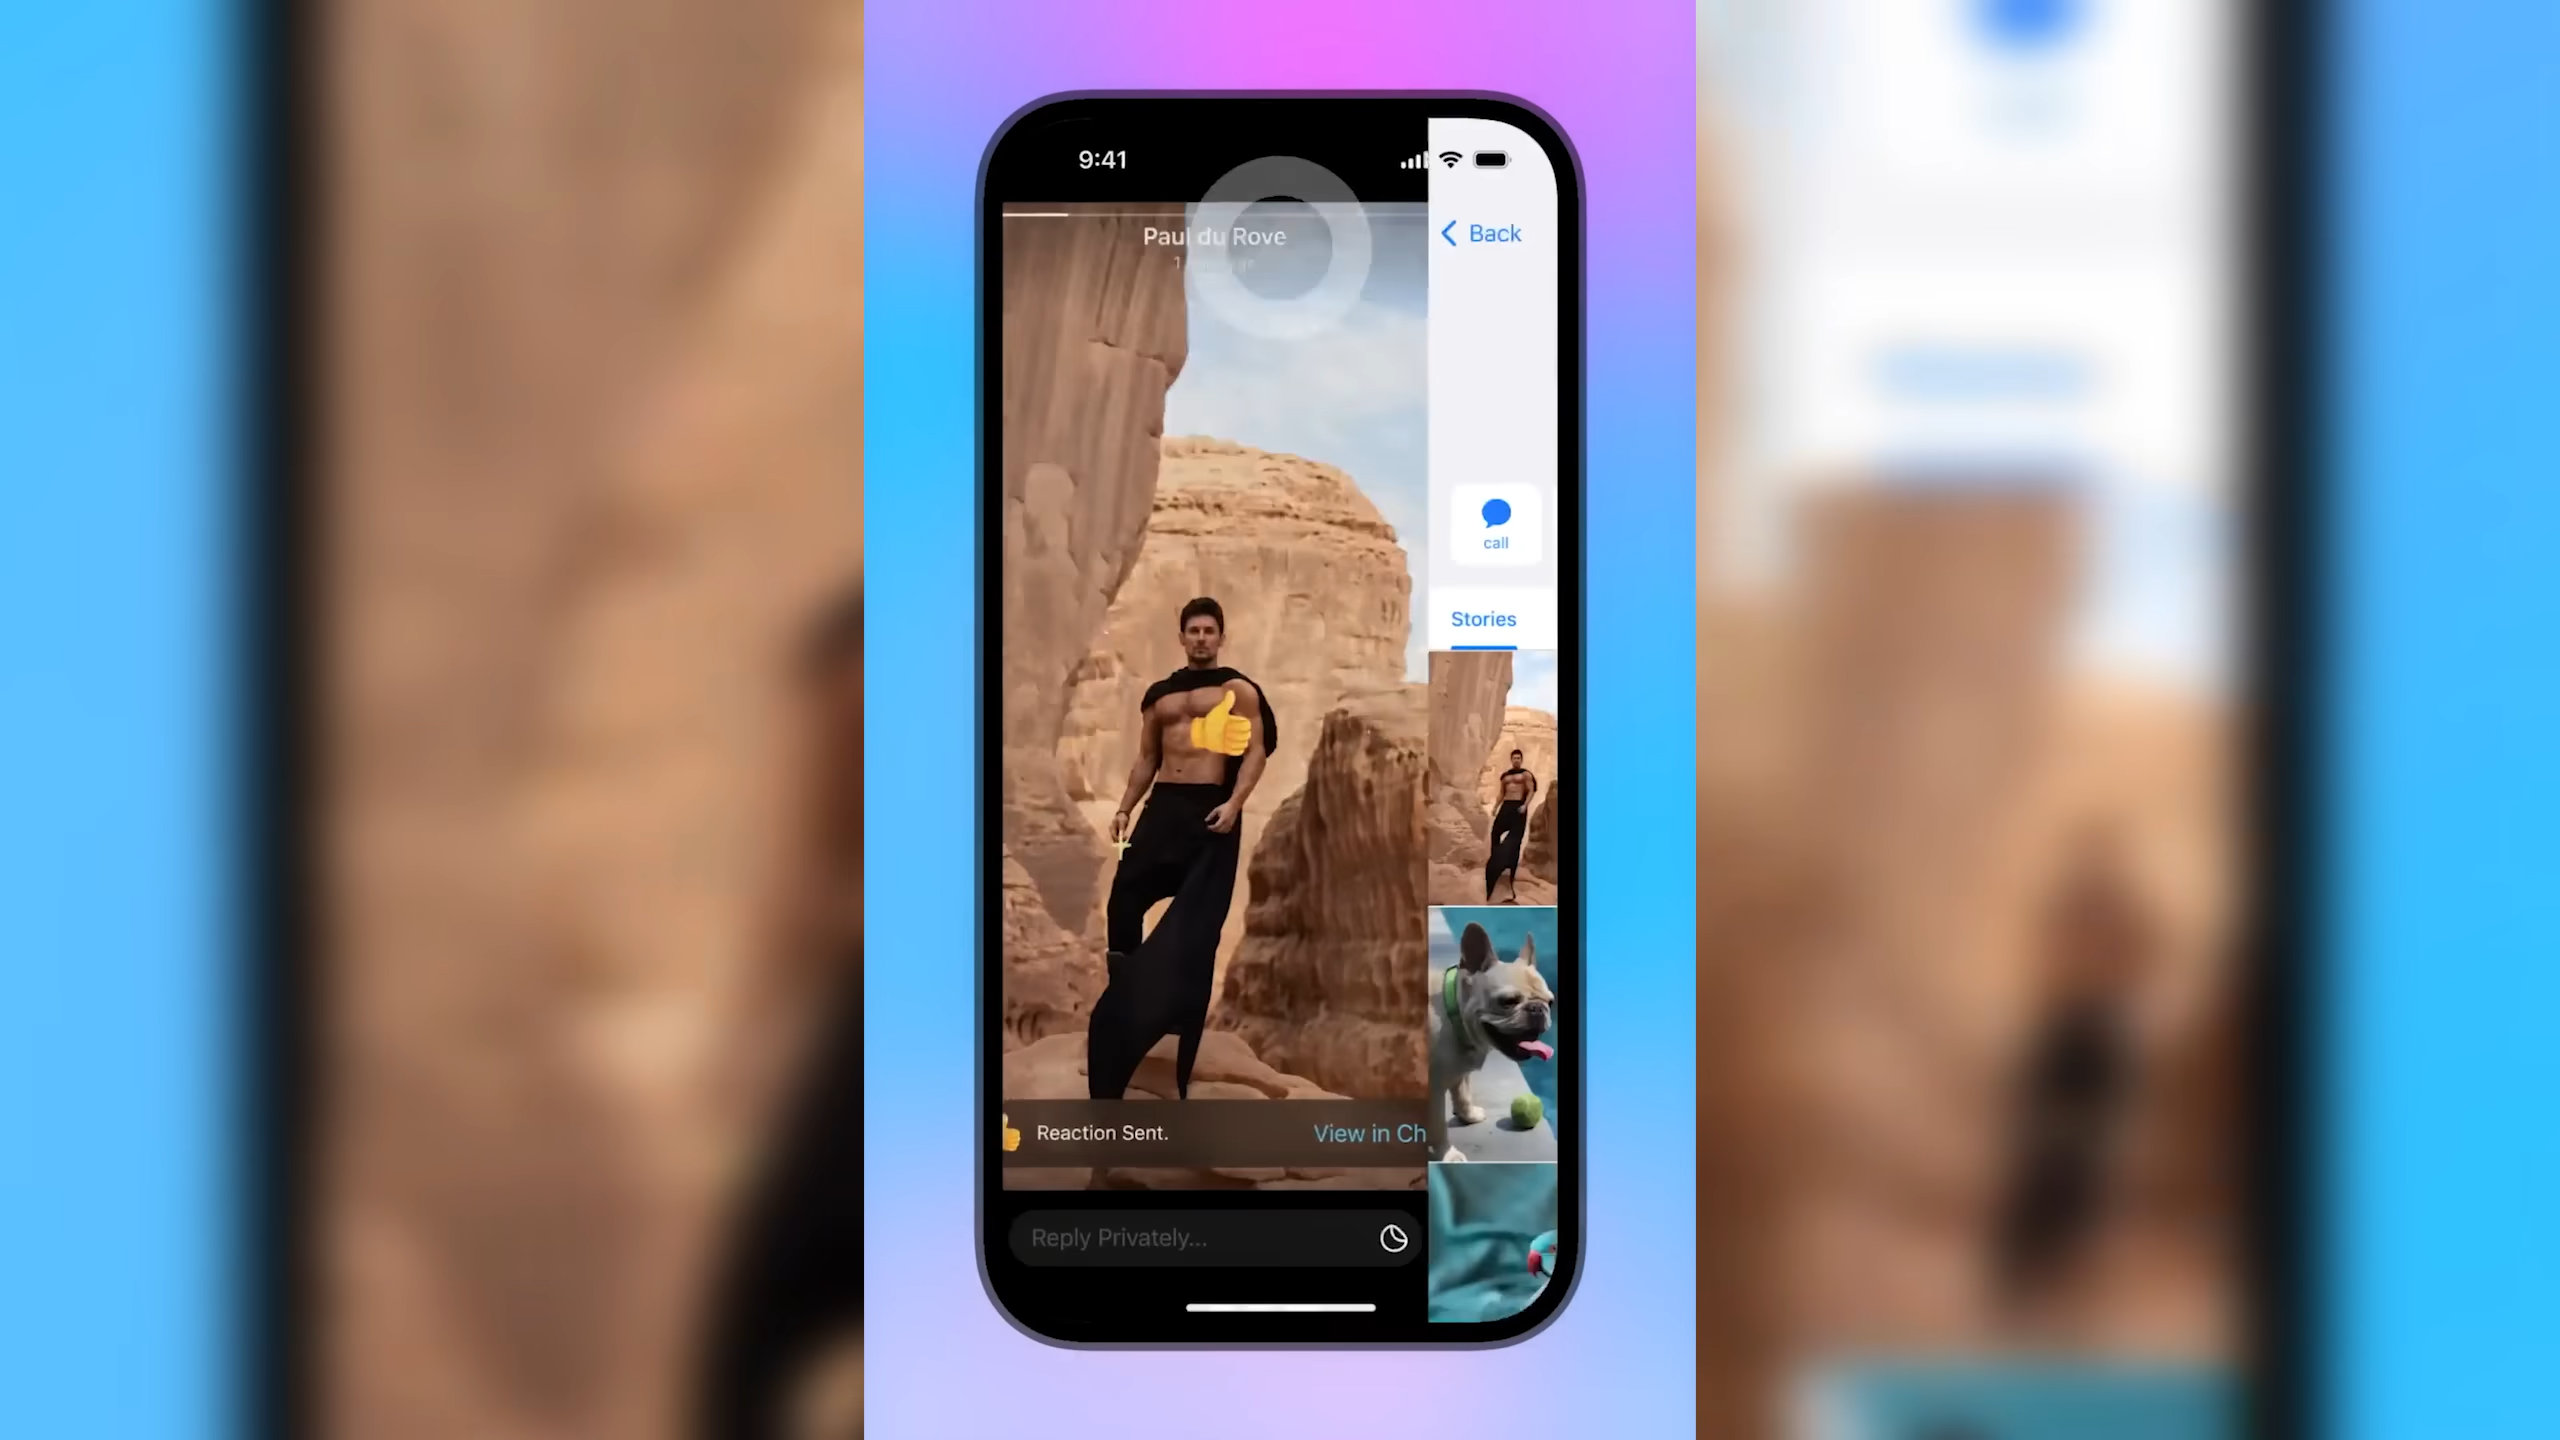 9:41
Paul du Rove
Back
call
Stories
Reaction Sent.
View in Ch
Reply Privately...